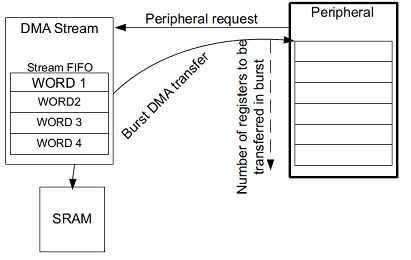 DMA Stream
Stream FIFO
WORD 1
WORD2
WORD 3
WORD 4
SRAM
Peripheral request
Burst DMA transfer
Number of registers to be
transferred in burst
Peripheral